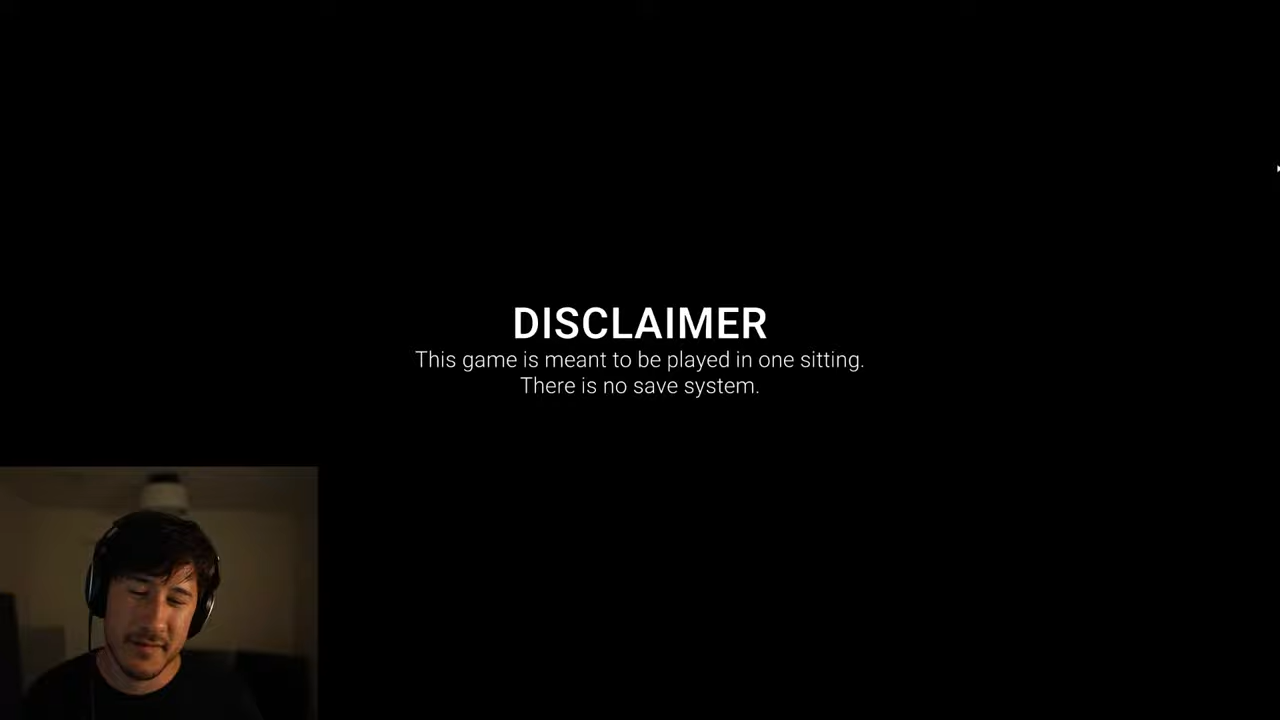 DISCLAIMER
This game is meant to be played in one sitting.
There is no save system.